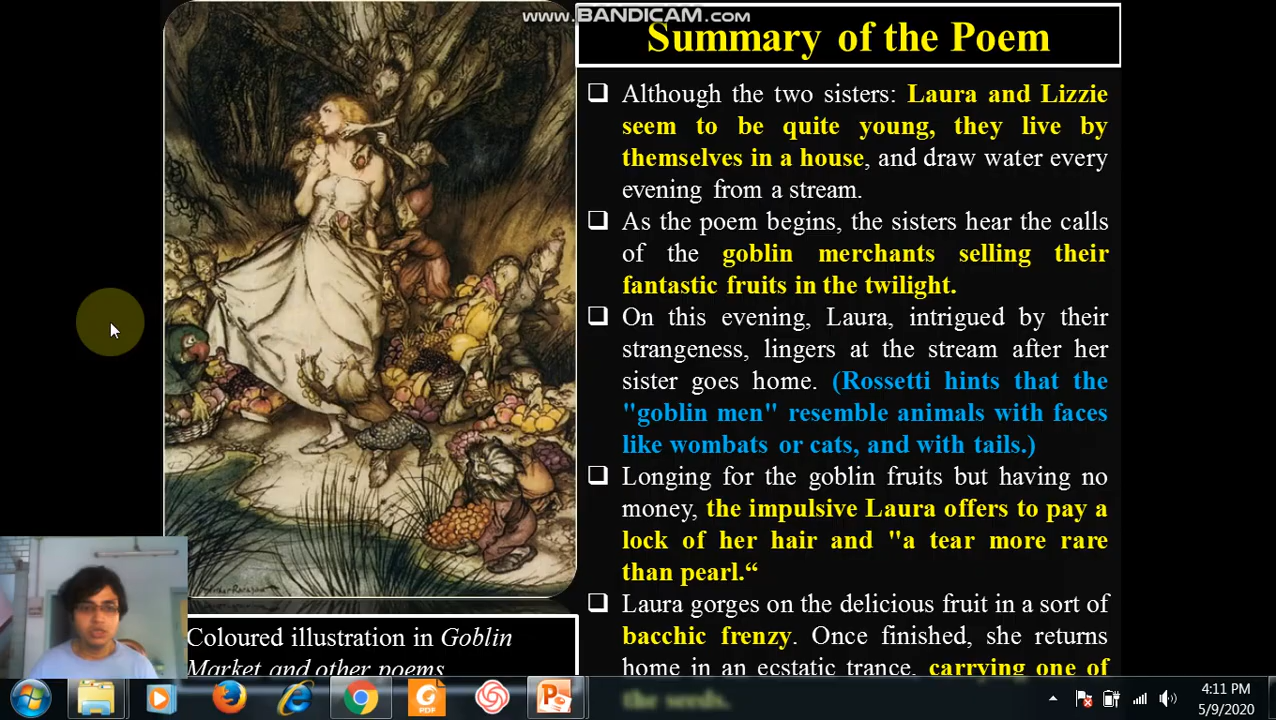 www.BANDICAM.com
Summary of the Poem
❑ Although the two sisters: Laura and Lizzie
seem to be quite young, they live by
themselves in a house, and draw water every
evening from a stream.
❑ As the poem begins, the sisters hear the calls
of the goblin merchants selling their
fantastic fruits in the twilight.
❑ On this evening, Laura, intrigued by their
strangeness, lingers at the stream after her
sister goes home. (Rossetti hints that the
"goblin men" resemble animals with faces
like wombats or cats, and with tails.)
❑ Longing for the goblin fruits but having no
money, the impulsive Laura offers to pay a
lock of her hair and "a tear more rare
than pearl.“
❑ Laura gorges on the delicious fruit in a sort of
bacchic frenzy. Once finished, she returns
home in an ecstatic trance, carrying one of
the seeds.
Coloured illustration in Goblin
Market and other poems
PDF
4:11 PM
5/9/2020